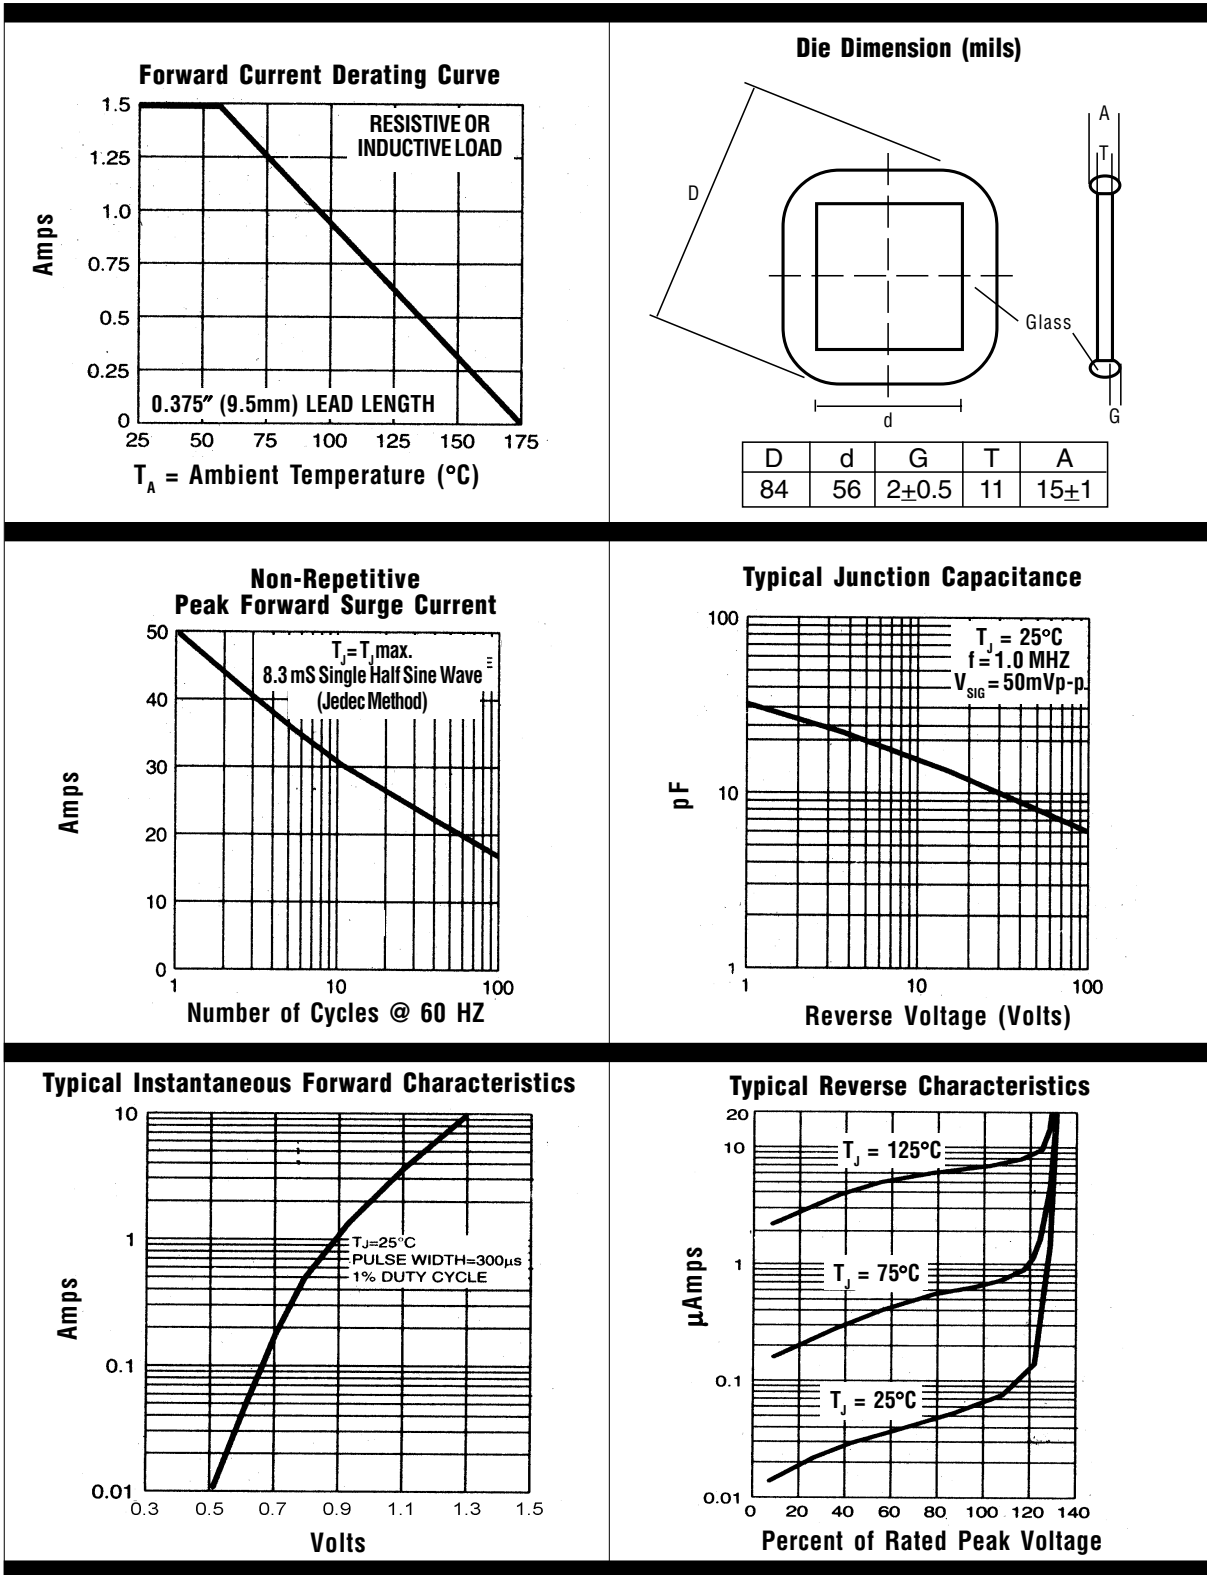 Forward Current Derating Curve
1.5
1.25
1.0
0.75
0.5
0.25
0
Amps
RESISTIVE OR
INDUCTIVE LOAD
0.375″ (9.5mm) LEAD LENGTH
25 50 75 100 125 150 175
T_A = Ambient Temperature (°C)
Die Dimension (mils)
D
A
T
Glass
d
G
D d G T A
84 56 2±0.5 11 15±1
Non-Repetitive
Peak Forward Surge Current
50
40
30
20
10
0
Amps
T_J=T_J max.
8.3 mS Single Half Sine Wave
(Jedec Method)
1 10 100
Number of Cycles @ 60 HZ
Typical Junction Capacitance
100
10
1
pF
T_J = 25°C
f = 1.0 MHZ
V_SIG = 50mVp-p
1 10 100
Reverse Voltage (Volts)
Typical Instantaneous Forward Characteristics
10
1
0.1
0.01
Amps
TJ=25°C
PULSE WIDTH=300µs
1% DUTY CYCLE
0.3 0.5 0.7 0.9 1.1 1.3 1.5
Volts
Typical Reverse Characteristics
20
10
1
0.1
0.01
µAmps
T_J = 125°C
T_J = 75°C
T_J = 25°C
0 20 40 60 80 100 120 140
Percent of Rated Peak Voltage